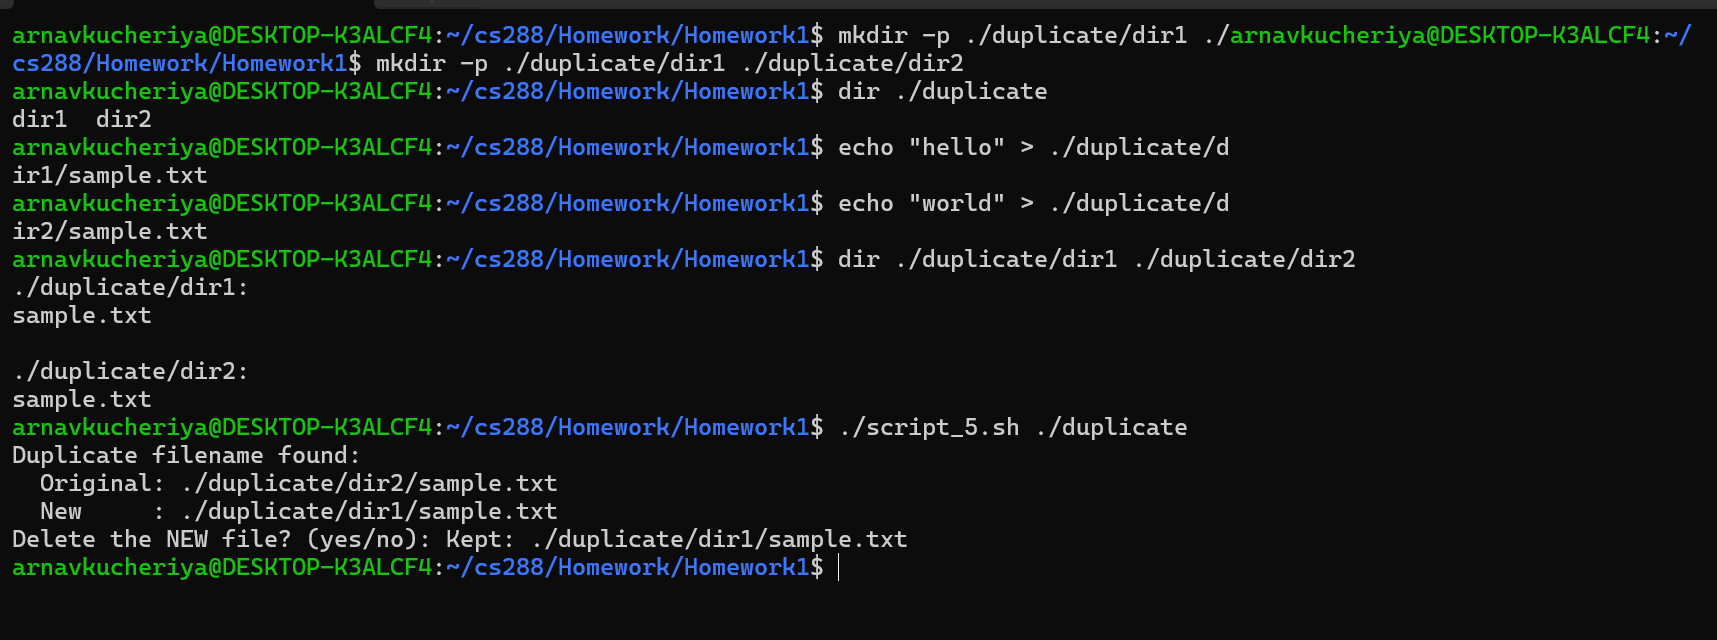 arnavkucheriya@DESKTOP-K3ALCF4:~/cs288/Homework/Homework1$ mkdir -p ./duplicate/dir1 ./arnavkucheriya@DESKTOP-K3ALCF4:~/
cs288/Homework/Homework1$ mkdir -p ./duplicate/dir1 ./duplicate/dir2
arnavkucheriya@DESKTOP-K3ALCF4:~/cs288/Homework/Homework1$ dir ./duplicate
dir1  dir2
arnavkucheriya@DESKTOP-K3ALCF4:~/cs288/Homework/Homework1$ echo "hello" > ./duplicate/d
ir1/sample.txt
arnavkucheriya@DESKTOP-K3ALCF4:~/cs288/Homework/Homework1$ echo "world" > ./duplicate/d
ir2/sample.txt
arnavkucheriya@DESKTOP-K3ALCF4:~/cs288/Homework/Homework1$ dir ./duplicate/dir1 ./duplicate/dir2
./duplicate/dir1:
sample.txt

./duplicate/dir2:
sample.txt
arnavkucheriya@DESKTOP-K3ALCF4:~/cs288/Homework/Homework1$ ./script_5.sh ./duplicate
Duplicate filename found:
  Original: ./duplicate/dir2/sample.txt
  New     : ./duplicate/dir1/sample.txt
Delete the NEW file? (yes/no): Kept: ./duplicate/dir1/sample.txt
arnavkucheriya@DESKTOP-K3ALCF4:~/cs288/Homework/Homework1$